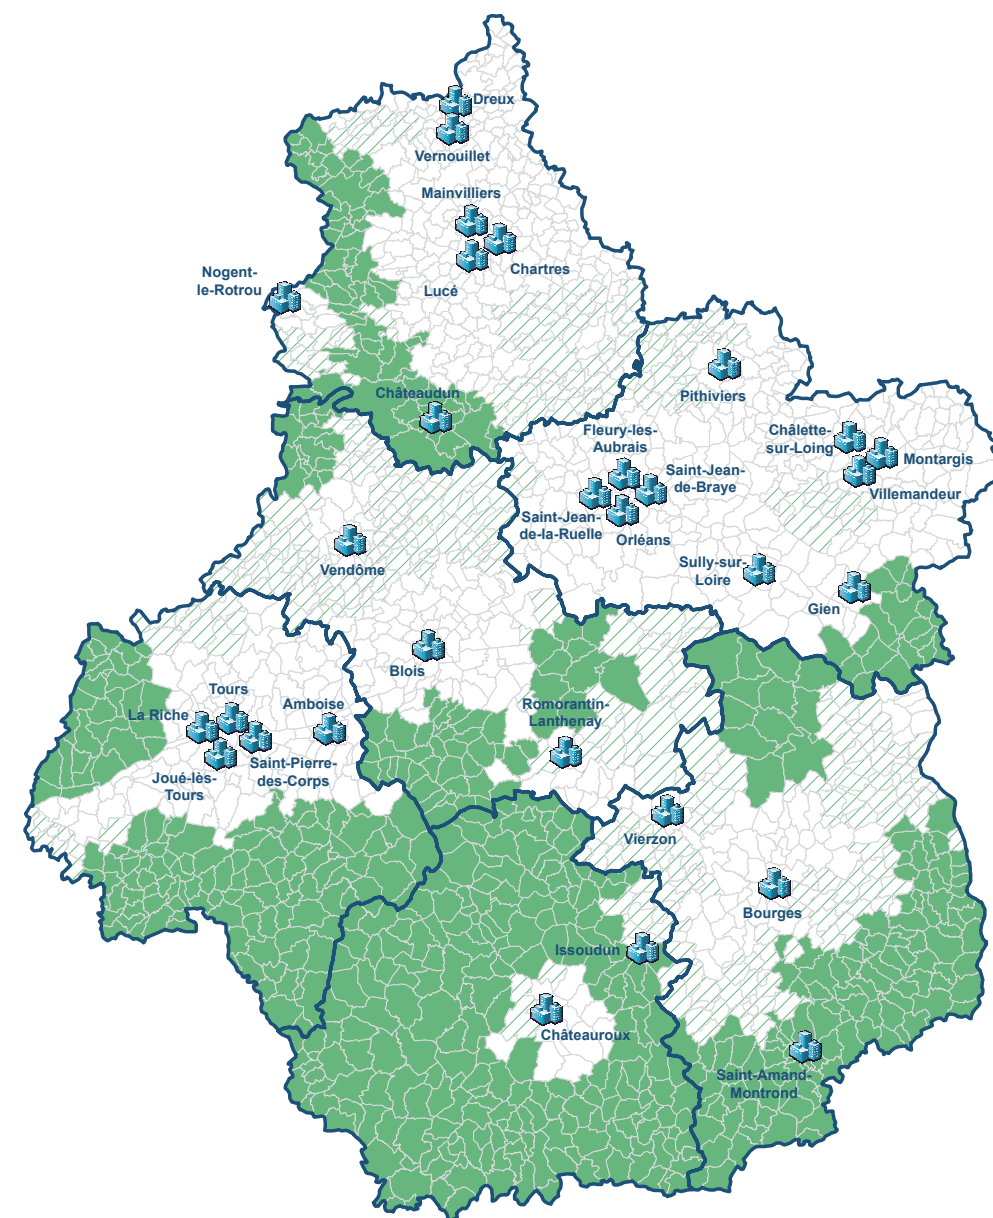 Dreux
Vernouillet
Mainvilliers
Chartres
Lucé
Nogent-
le-Rotrou
Châteaudun
Pithiviers
Fleury-les-
Aubrais
Saint-Jean-
de-Braye
Saint-Jean-
de-la-Ruelle
Orléans
Châlette-
sur-Loing
Montargis
Villemandeur
Sully-sur-
Loire
Gien
Vendôme
Blois
Romorantin-
Lanthenay
Tours
La Riche
Amboise
Joué-lès-
Tours
Saint-Pierre-
des-Corps
Vierzon
Bourges
Issoudun
Châteauroux
Saint-Amand-
Montrond